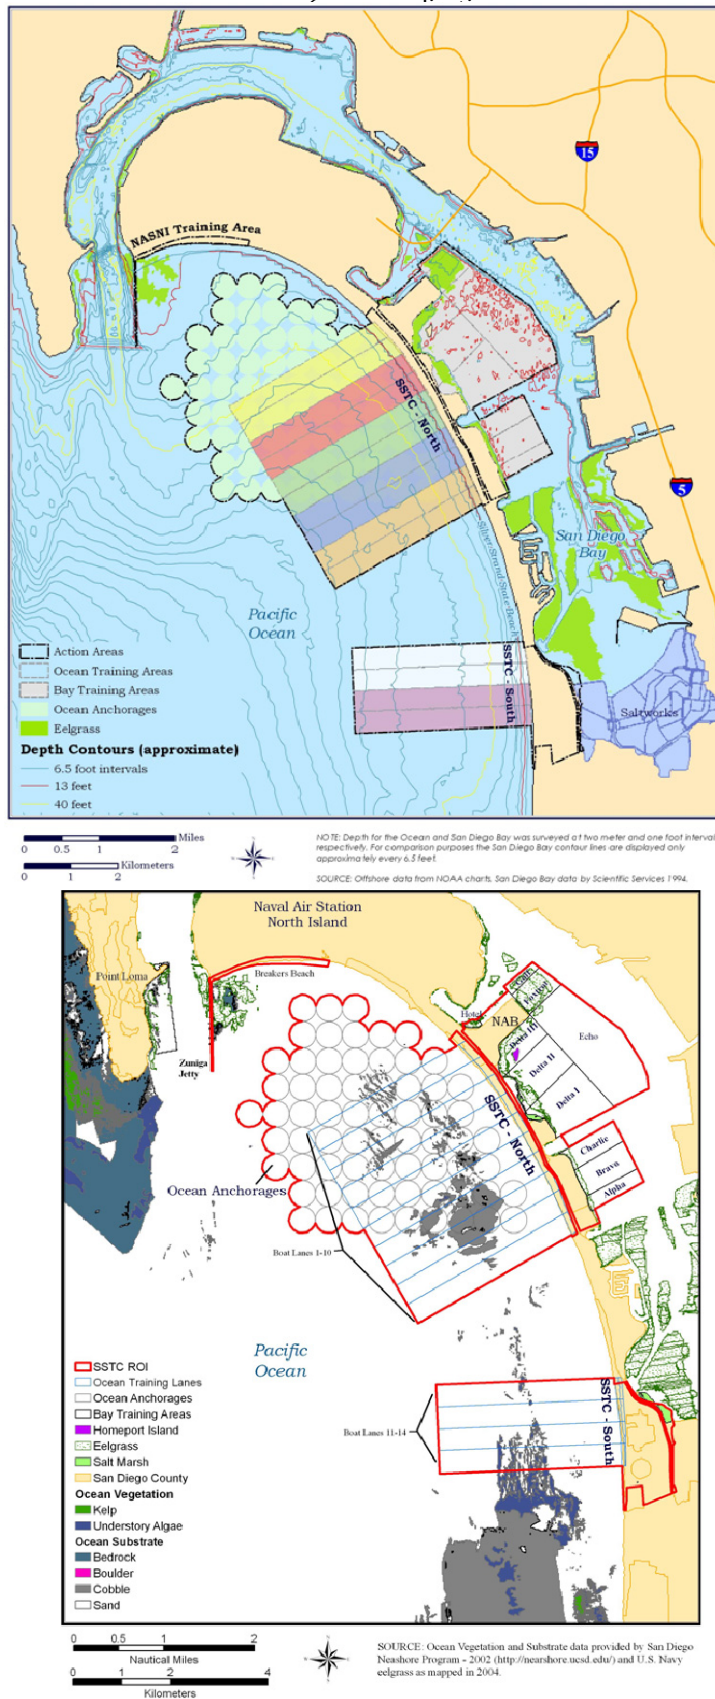 15
NASNI Training Area
SSTC - North
5
San Diego
Bay
Silver Strand State Beach
Pacific
Ocean
SSTC - South
Saltworks
Action Areas
Ocean Training Areas
Bay Training Areas
Ocean Anchorages
Eelgrass
Depth Contours (approximate)
6.5 foot intervals
13 feet
40 feet
Miles
0 0.5 1 2
Kilometers
0 1 2
NOTE: Depth for the Ocean and San Diego Bay was surveyed at two meter and one foot interval
respectively. For comparison purposes the San Diego Bay contour lines are displayed only
approximately every 6.5 feet.
SOURCE: Offshore data from NOAA charts. San Diego Bay data by Scientific Services 1994.
Naval Air Station
North Island
Point Loma
Breakers Beach
Zuniga
Jetty
Hotel
NAB
Golf
Foxtrot
Echo
Delta III
Delta II
Delta I
SSTC - North
Charlie
Bravo
Alpha
Ocean Anchorages
Boat Lanes 1-10
Pacific
Ocean
SSTC - South
Boat Lanes 11-14
SSTC ROI
Ocean Training Lanes
Ocean Anchorages
Bay Training Areas
Homeport Island
Eelgrass
Salt Marsh
San Diego County
Ocean Vegetation
Kelp
Understory Algae
Ocean Substrate
Bedrock
Boulder
Cobble
Sand
0 0.5 1 2
Nautical Miles
0 1 2 4
Kilometers
SOURCE: Ocean Vegetation and Substrate data provided by San Diego
Neashore Program - 2002 (http://nearshore.ucsd.edu/) and U.S. Navy
eelgrass as mapped in 2004.